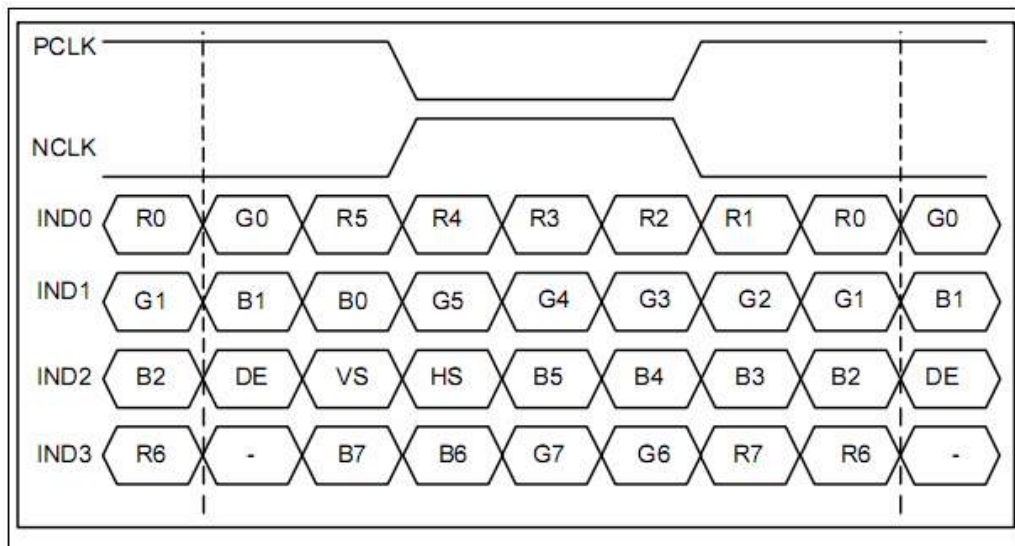 PCLK
NCLK
IND0 R0 G0 R5 R4 R3 R2 R1 R0 G0
IND1 G1 B1 B0 G5 G4 G3 G2 G1 B1
IND2 B2 DE VS HS B5 B4 B3 B2 DE
IND3 R6 - B7 B6 G7 G6 R7 R6 -